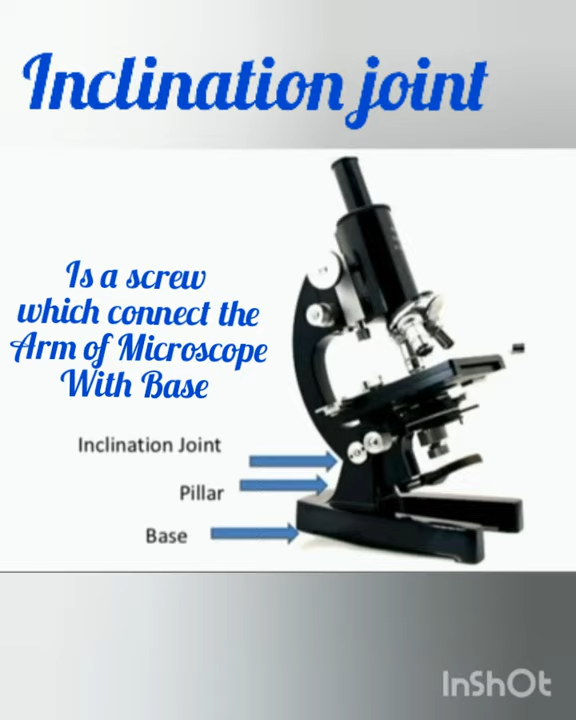 Inclination joint
Is a screw
which connect the
Arm of Microscope
With Base
Inclination Joint
Pillar
Base
InShOt